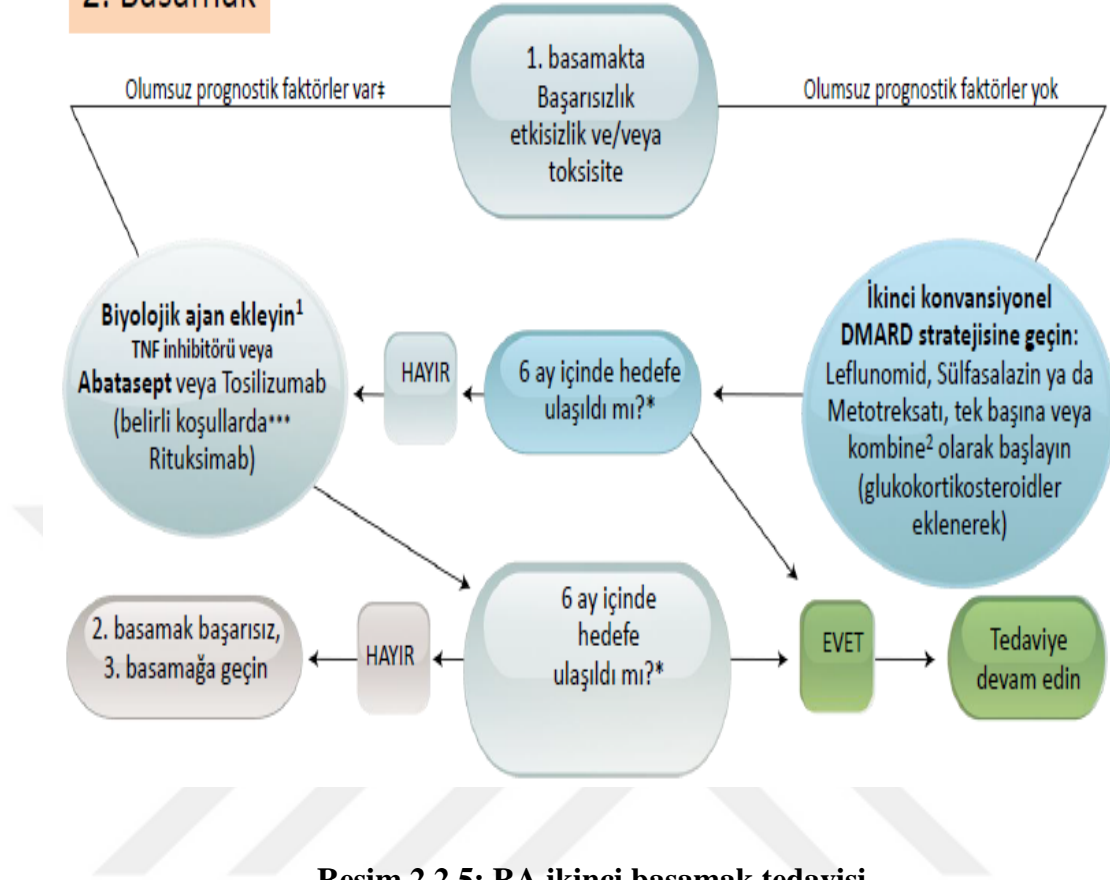 2. Basamak
1. basamakta
Başarısızlık
etkisizlik ve/veya
toksisite
Olumsuz prognostik faktörler var‡
Olumsuz prognostik faktörler yok
Biyolojik ajan ekleyin¹
TNF inhibitörü veya
Abatasept veya Tosilizumab
(belirli koşullarda***
Rituksimab)
HAYIR
6 ay içinde hedefe
ulaşıldı mı?*
İkinci konvansiyonel
DMARD stratejisine geçin:
Leflunomid, Sülfasalazin ya da
Metotreksatı, tek başına veya
kombine² olarak başlayın
(glukokortikosteroidler
eklenerek)
2. basamak başarısız,
3. basamağa geçin
HAYIR
6 ay içinde
hedefe
ulaşıldı mı?*
EVET
Tedaviye
devam edin
Resim 2.2.5: RA ikinci basamak tedavisi